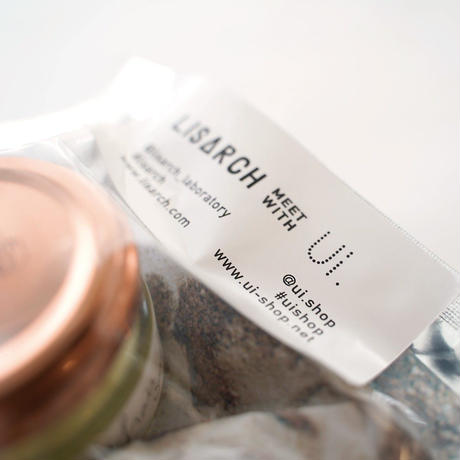 LISARCH MEET WITH UI.
@lisarch_laboratory
#lisarch
www.lisarch.com
@ui.shop
#uishop
www.ui-shop.net